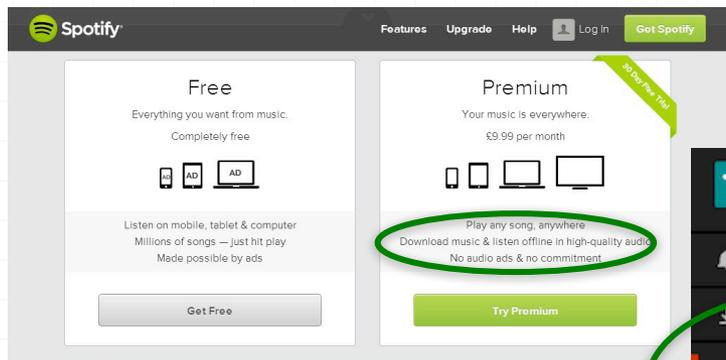 Spotify
Features Upgrade Help Log In Get Spotify
Free
Everything you want from music.
Completely free
AD AD AD
Listen on mobile, tablet & computer
Millions of songs — just hit play
Made possible by ads
Get Free
30 Day Free Trial
Premium
Your music is everywhere.
£9.99 per month
Play any song, anywhere
Download music & listen offline in high-quality audio
No audio ads & no commitment
Try Premium